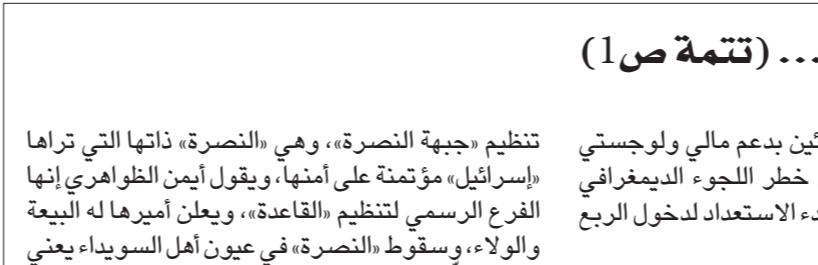 ... (تتمة ص1)
ئين بدعم مالي ولوجستي
خطر اللجوء الديمغرافي
دء الاستعداد لدخول الربع
تنظيم «جبهة النصرة»، وهي «النصرة» ذاتها التي تراها
«إسرائيل» مؤتمنة على أمنها، ويقول أيمن الظواهري إنها
الفرع الرسمي لتنظيم «القاعدة»، ويعلن أميرها له البيعة
والولاء، وسقوط «النصرة» في عيون أهل السويداء يعني